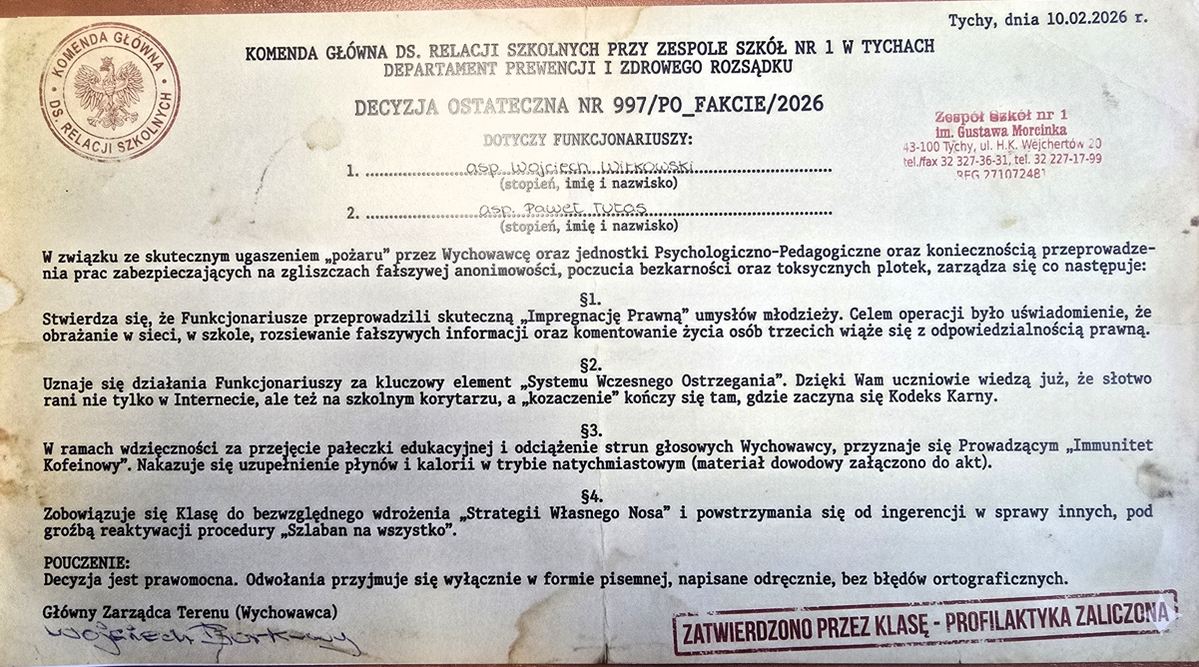 Tychy, dnia 10.02.2026 r.
KOMENDA GŁÓWNA
DS. RELACJI SZKOLNYCH
KOMENDA GŁÓWNA DS. RELACJI SZKOLNYCH PRZY ZESPOLE SZKÓŁ NR 1 W TYCHACH
DEPARTAMENT PREWENCJI I ZDROWEGO ROZSĄDKU
DECYZJA OSTATECZNA NR 997/PO_FAKCIE/2026
Zespół Szkół nr 1
im. Gustawa Morcinka
43-100 Tychy, ul. H.K. Wejchertów 20
tel./fax 32 327-36-31, tel. 32 227-17-99
REG 271072481
DOTYCZY FUNKCJONARIUSZY:
1. asp. Wojciech Witkowski
(stopień, imię i nazwisko)
2. asp. Paweł Tutas
(stopień, imię i nazwisko)
W związku ze skutecznym ugaszeniem „pożaru” przez Wychowawcę oraz jednostki Psychologiczno-Pedagogiczne oraz koniecznością przeprowadze-
nia prac zabezpieczających na zgliszczach fałszywej anonimowości, poczucia bezkarności oraz toksycznych plotek, zarządza się co następuje:
§1.
Stwierdza się, że Funkcjonariusze przeprowadzili skuteczną „Impregnację Prawną” umysłów młodzieży. Celem operacji było uświadomienie, że
obrażanie w sieci, w szkole, rozsiewanie fałszywych informacji oraz komentowanie życia osób trzecich wiąże się z odpowiedzialnością prawną.
§2.
Uznaje się działania Funkcjonariuszy za kluczowy element „Systemu Wczesnego Ostrzegania”. Dzięki Wam uczniowie wiedzą już, że słotwo
rani nie tylko w Internecie, ale też na szkolnym korytarzu, a „kozaczenie” kończy się tam, gdzie zaczyna się Kodeks Karny.
§3.
W ramach wdzięczności za przejęcie pałeczki edukacyjnej i odciążenie strun głosowych Wychowawcy, przyznaje się Prowadzącym „Immunitet
Kofeinowy”. Nakazuje się uzupełnienie płynów i kalorii w trybie natychmiastowym (materiał dowodowy załączono do akt).
§4.
Zobowiązuje się Klasę do bezwzględnego wdrożenia „Strategii Własnego Nosa” i powstrzymania się od ingerencji w sprawy innych, pod
groźbą reaktywacji procedury „Szlaban na wszystko”.
POUCZENIE:
Decyzja jest prawomocna. Odwołania przyjmuje się wyłącznie w formie pisemnej, napisane odręcznie, bez błędów ortograficznych.
Główny Zarządca Terenu (Wychowawca)
Wojciech
ZATWIERDZONO PRZEZ KLASĘ - PROFILAKTYKA ZALICZONA